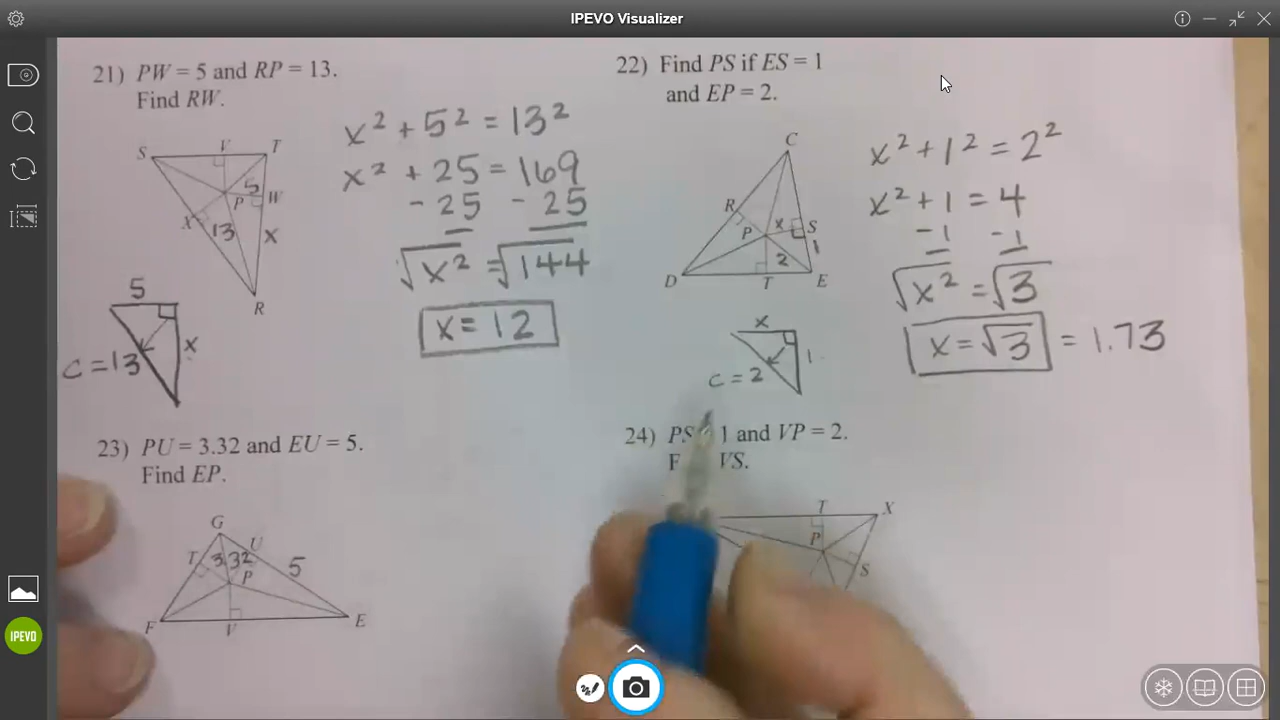 IPEVO Visualizer
21) PW = 5 and RP = 13.
Find RW.
S V T
5
P W
X 13 x
R
5
c = 13 x
x² + 5² = 13²
x² + 25 = 169
- 25 - 25
√x² = √144
x = 12
22) Find PS if ES = 1
and EP = 2.
C
R
P x S
1
2
D T E
x
1
c = 2
x² + 1² = 2²
x² + 1 = 4
-1 -1
√x² = √3
x = √3 = 1.73
23) PU = 3.32 and EU = 5.
Find EP.
G
U
T 3.32 5
P
F V E
24) PS 1 and VP = 2.
VS.
T X
P
S
IPEVO